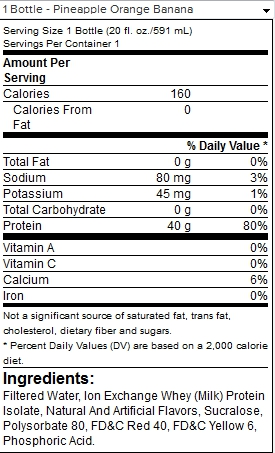 1 Bottle - Pineapple Orange Banana
Serving Size 1 Bottle (20 fl. oz./591 mL)
Servings Per Container 1
Amount Per
Serving
Calories 160
Calories From 0
Fat
% Daily Value *
Total Fat 0 g 0%
Sodium 80 mg 3%
Potassium 45 mg 1%
Total Carbohydrate 0 g 0%
Protein 40 g 80%
Vitamin A 0%
Vitamin C 0%
Calcium 6%
Iron 0%
Not a significant source of saturated fat, trans fat,
cholesterol, dietary fiber and sugars.
* Percent Daily Values (DV) are based on a 2,000 calorie
diet.
Ingredients:
Filtered Water, Ion Exchange Whey (Milk) Protein
Isolate, Natural And Artificial Flavors, Sucralose,
Polysorbate 80, FD&C Red 40, FD&C Yellow 6,
Phosphoric Acid.